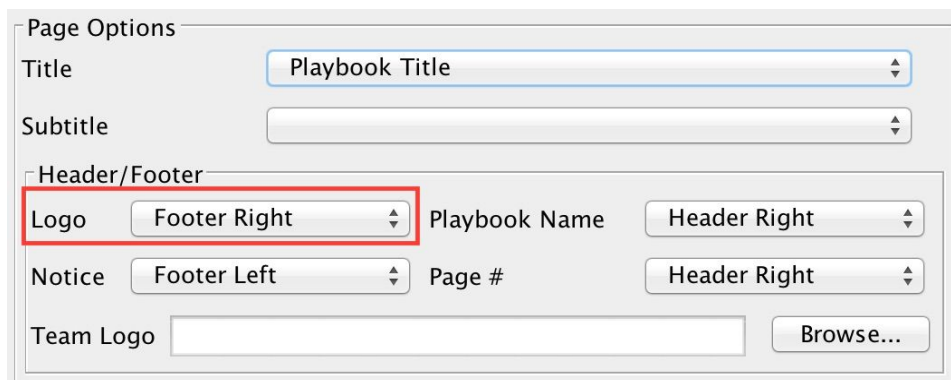 Page Options
Title Playbook Title
Subtitle
Header/Footer
Logo Footer Right Playbook Name Header Right
Notice Footer Left Page # Header Right
Team Logo Browse...